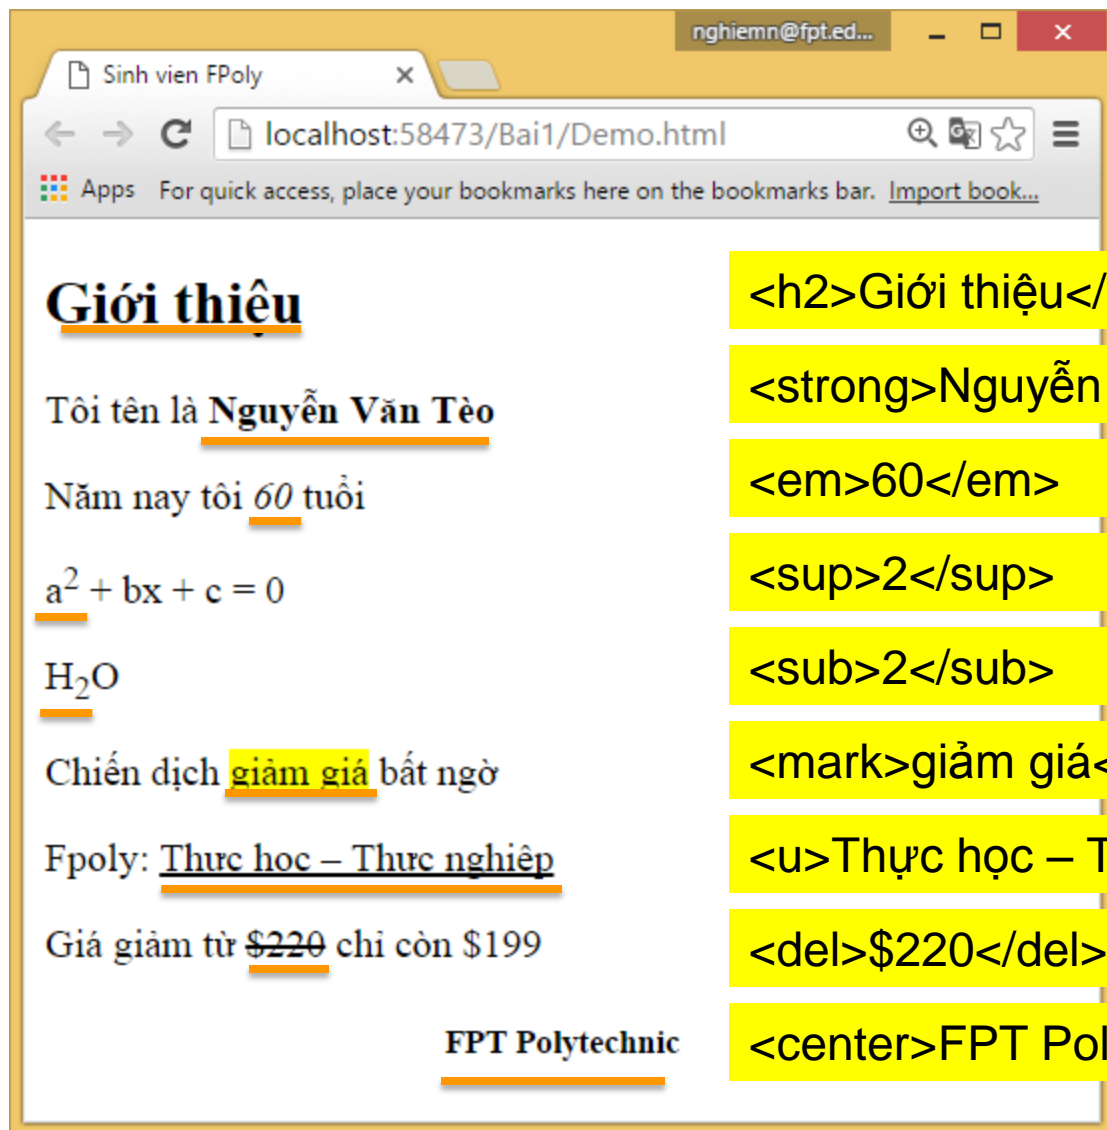 nghiemn@fpt.ed...
Sinh vien FPoly
localhost:58473/Bai1/Demo.html
Apps For quick access, place your bookmarks here on the bookmarks bar. Import book...
Giới thiệu
<h2>Giới thiệu</
Tôi tên là Nguyễn Văn Tèo
<strong>Nguyễn
Năm nay tôi 60 tuổi
<em>60</em>
a² + bx + c = 0
<sup>2</sup>
H₂O
<sub>2</sub>
Chiến dịch giảm giá bất ngờ
<mark>giảm giá<
Fpoly: Thực học – Thực nghiệp
<u>Thực học – T
Giá giảm từ $220 chỉ còn $199
<del>$220</del>
FPT Polytechnic
<center>FPT Pol